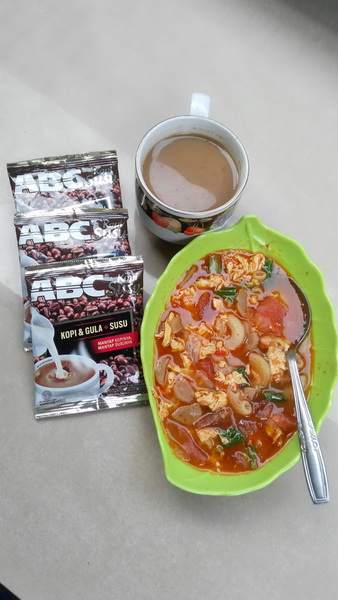 ABC
ABC
ABC
KOPI & GULA + SUSU
MANTAP KOPINYA,
MANTAP SUSUNYA